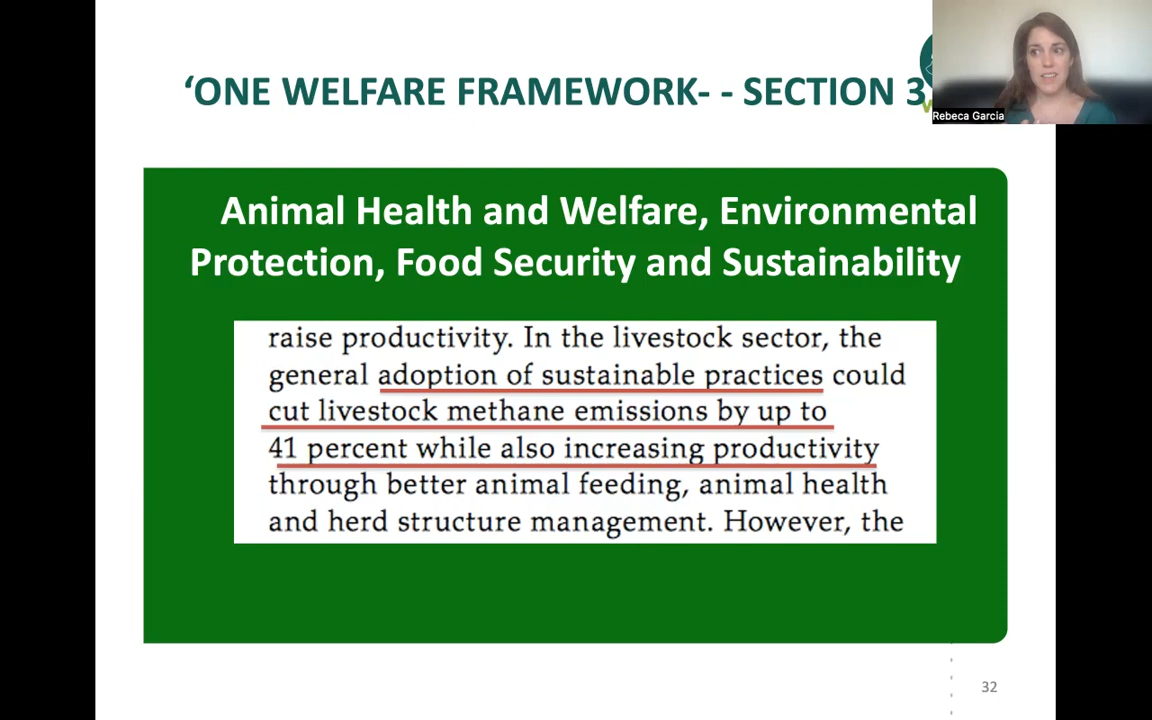 ‘ONE WELFARE FRAMEWORK- - SECTION 3
Rebeca Garcia
Animal Health and Welfare, Environmental
Protection, Food Security and Sustainability
raise productivity. In the livestock sector, the
general adoption of sustainable practices could
cut livestock methane emissions by up to
41 percent while also increasing productivity
through better animal feeding, animal health
and herd structure management. However, the
32